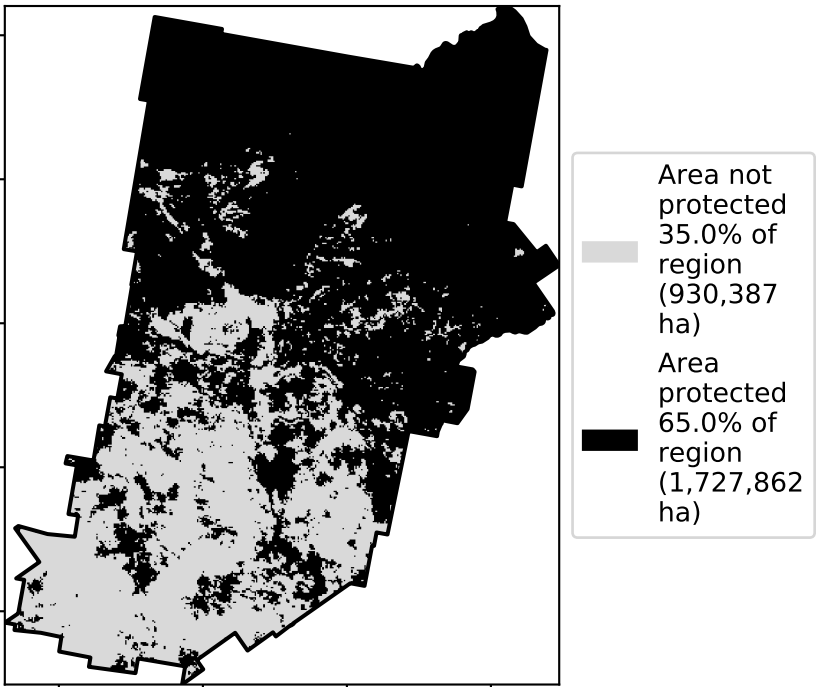 Area not
protected
35.0% of
region
(930,387
ha)
Area
protected
65.0% of
region
(1,727,862
ha)